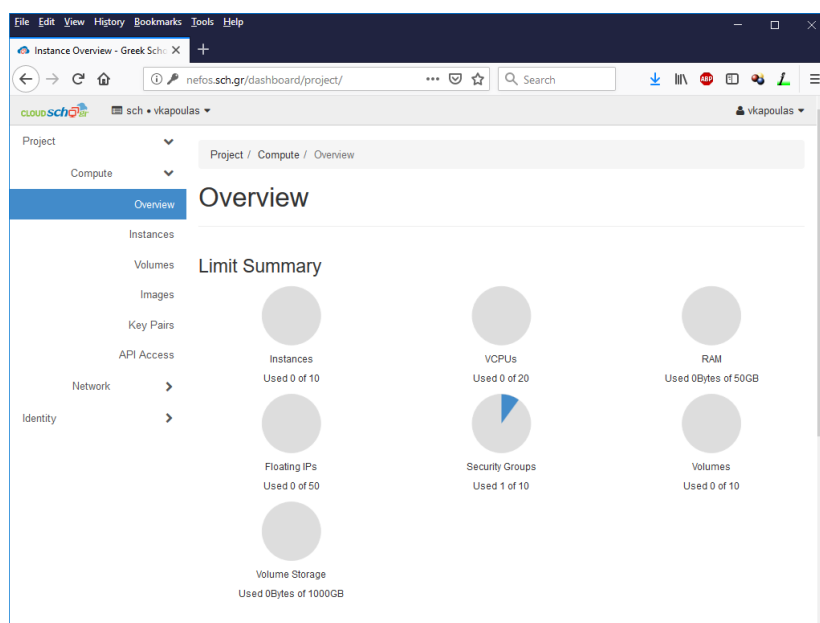 File Edit View History Bookmarks Tools Help
Instance Overview - Greek Scho
nefos.sch.gr/dashboard/project/
Search
ABP
CLOUD sch sch • vkapoulas vkapoulas
Project
Project / Compute / Overview
Compute
Overview
Overview
Instances
Volumes
Images
Key Pairs
API Access
Network
Identity
Limit Summary
Instances
Used 0 of 10
VCPUs
Used 0 of 20
RAM
Used 0Bytes of 50GB
Floating IPs
Used 0 of 50
Security Groups
Used 1 of 10
Volumes
Used 0 of 10
Volume Storage
Used 0Bytes of 1000GB